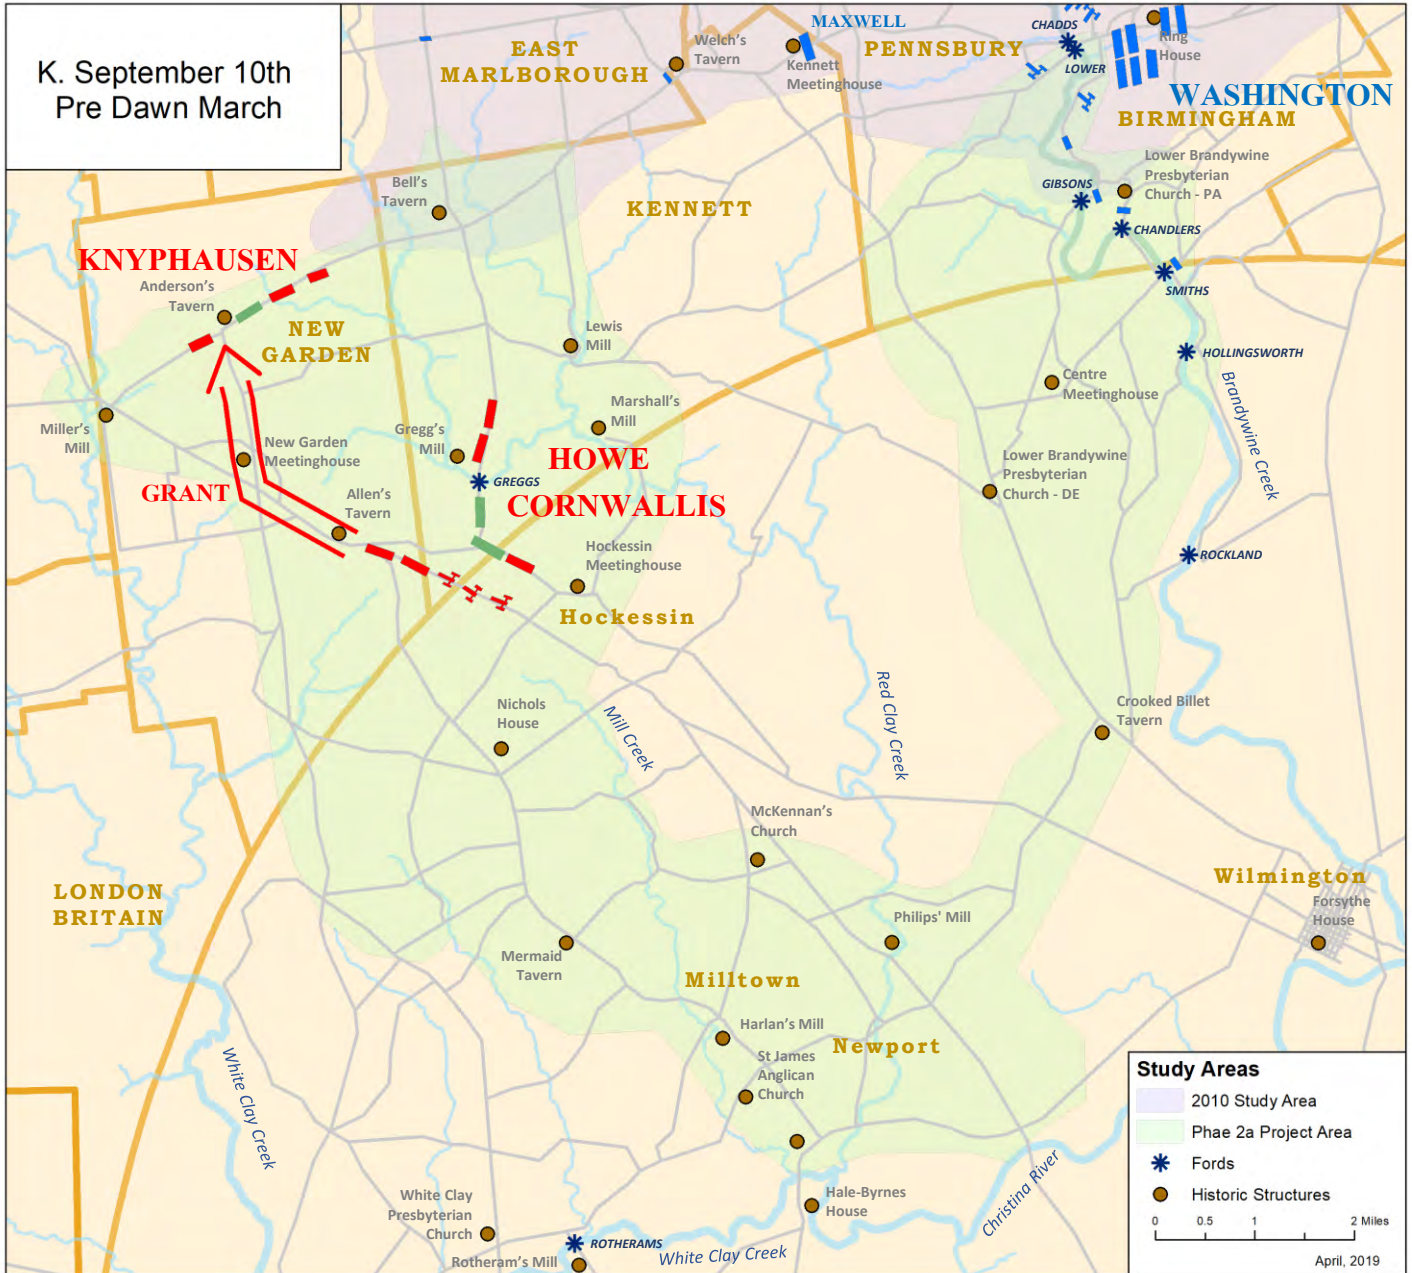 K. September 10th
Pre Dawn March
MAXWELL
CHADDS
EAST
MARLBOROUGH
Welch's
Tavern
Kennett
Meetinghouse
PENNSBURY
LOWER
Ring
House
WASHINGTON
BIRMINGHAM
Lower Brandywine
Presbyterian
Church - PA
Bell's
Tavern
KENNETT
GIBSONS
CHANDLERS
KNYPHAUSEN
Anderson's
Tavern
SMITHS
NEW
GARDEN
Lewis
Mill
HOLLINGSWORTH
Centre
Meetinghouse
Brandywine Creek
Miller's
Mill
New Garden
Meetinghouse
Gregg's
Mill
Marshall's
Mill
HOWE
CORNWALLIS
GREGGS
GRANT
Allen's
Tavern
Lower Brandywine
Presbyterian
Church - DE
Hockessin
Meetinghouse
ROCKLAND
Hockessin
Nichols
House
Mill Creek
Red Clay Creek
Crooked Billet
Tavern
McKennan's
Church
LONDON
BRITAIN
Wilmington
Forsythe
House
Philips' Mill
Mermaid
Tavern
Milltown
Harlan's Mill
Newport
St James
Anglican
Church
White Clay Creek
Christina River
White Clay
Presbyterian
Church
Hale-Byrnes
House
ROTHERAMS
Rotheram's Mill
White Clay Creek
Study Areas
2010 Study Area
Phae 2a Project Area
Fords
Historic Structures
0 0.5 1 2 Miles
April, 2019